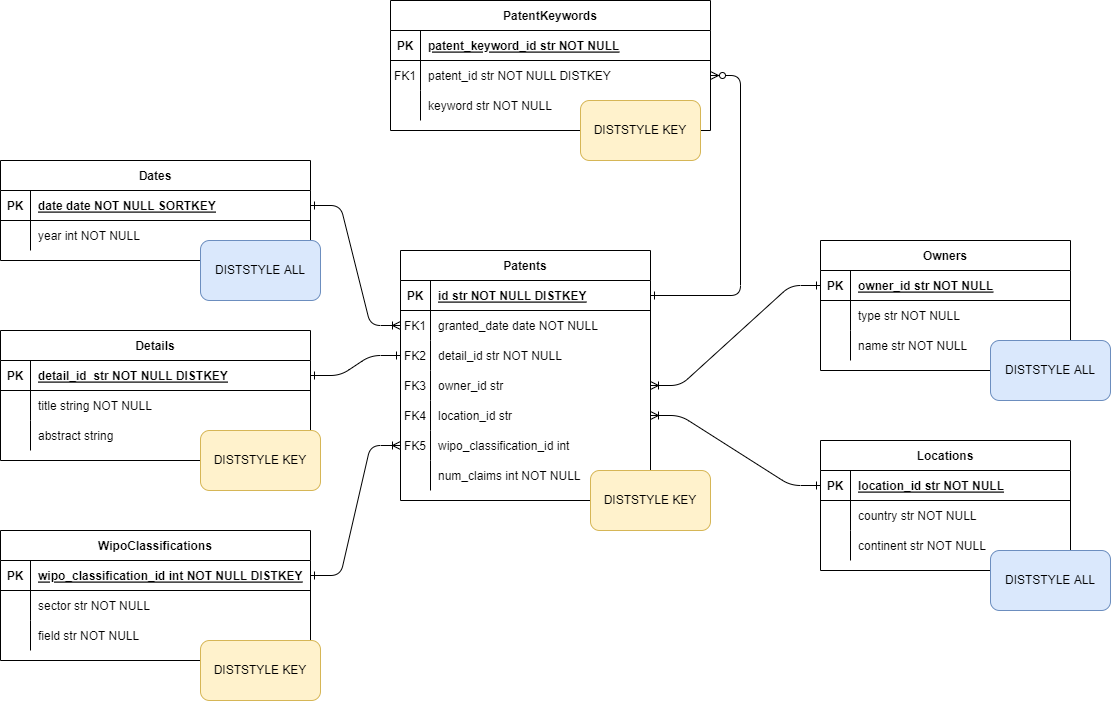 PatentKeywords
PK patent_keyword_id str NOT NULL
FK1 patent_id str NOT NULL DISTKEY
keyword str NOT NULL
DISTSTYLE KEY
Dates
PK date date NOT NULL SORTKEY
year int NOT NULL
DISTSTYLE ALL
Patents
PK id str NOT NULL DISTKEY
FK1 granted_date date NOT NULL
FK2 detail_id str NOT NULL
FK3 owner_id str
FK4 location_id str
FK5 wipo_classification_id int
num_claims int NOT NULL
DISTSTYLE KEY
Owners
PK owner_id str NOT NULL
type str NOT NULL
name str NOT NULL
DISTSTYLE ALL
Details
PK detail_id str NOT NULL DISTKEY
title string NOT NULL
abstract string
DISTSTYLE KEY
Locations
PK location_id str NOT NULL
country str NOT NULL
continent str NOT NULL
DISTSTYLE ALL
WipoClassifications
PK wipo_classification_id int NOT NULL DISTKEY
sector str NOT NULL
field str NOT NULL
DISTSTYLE KEY